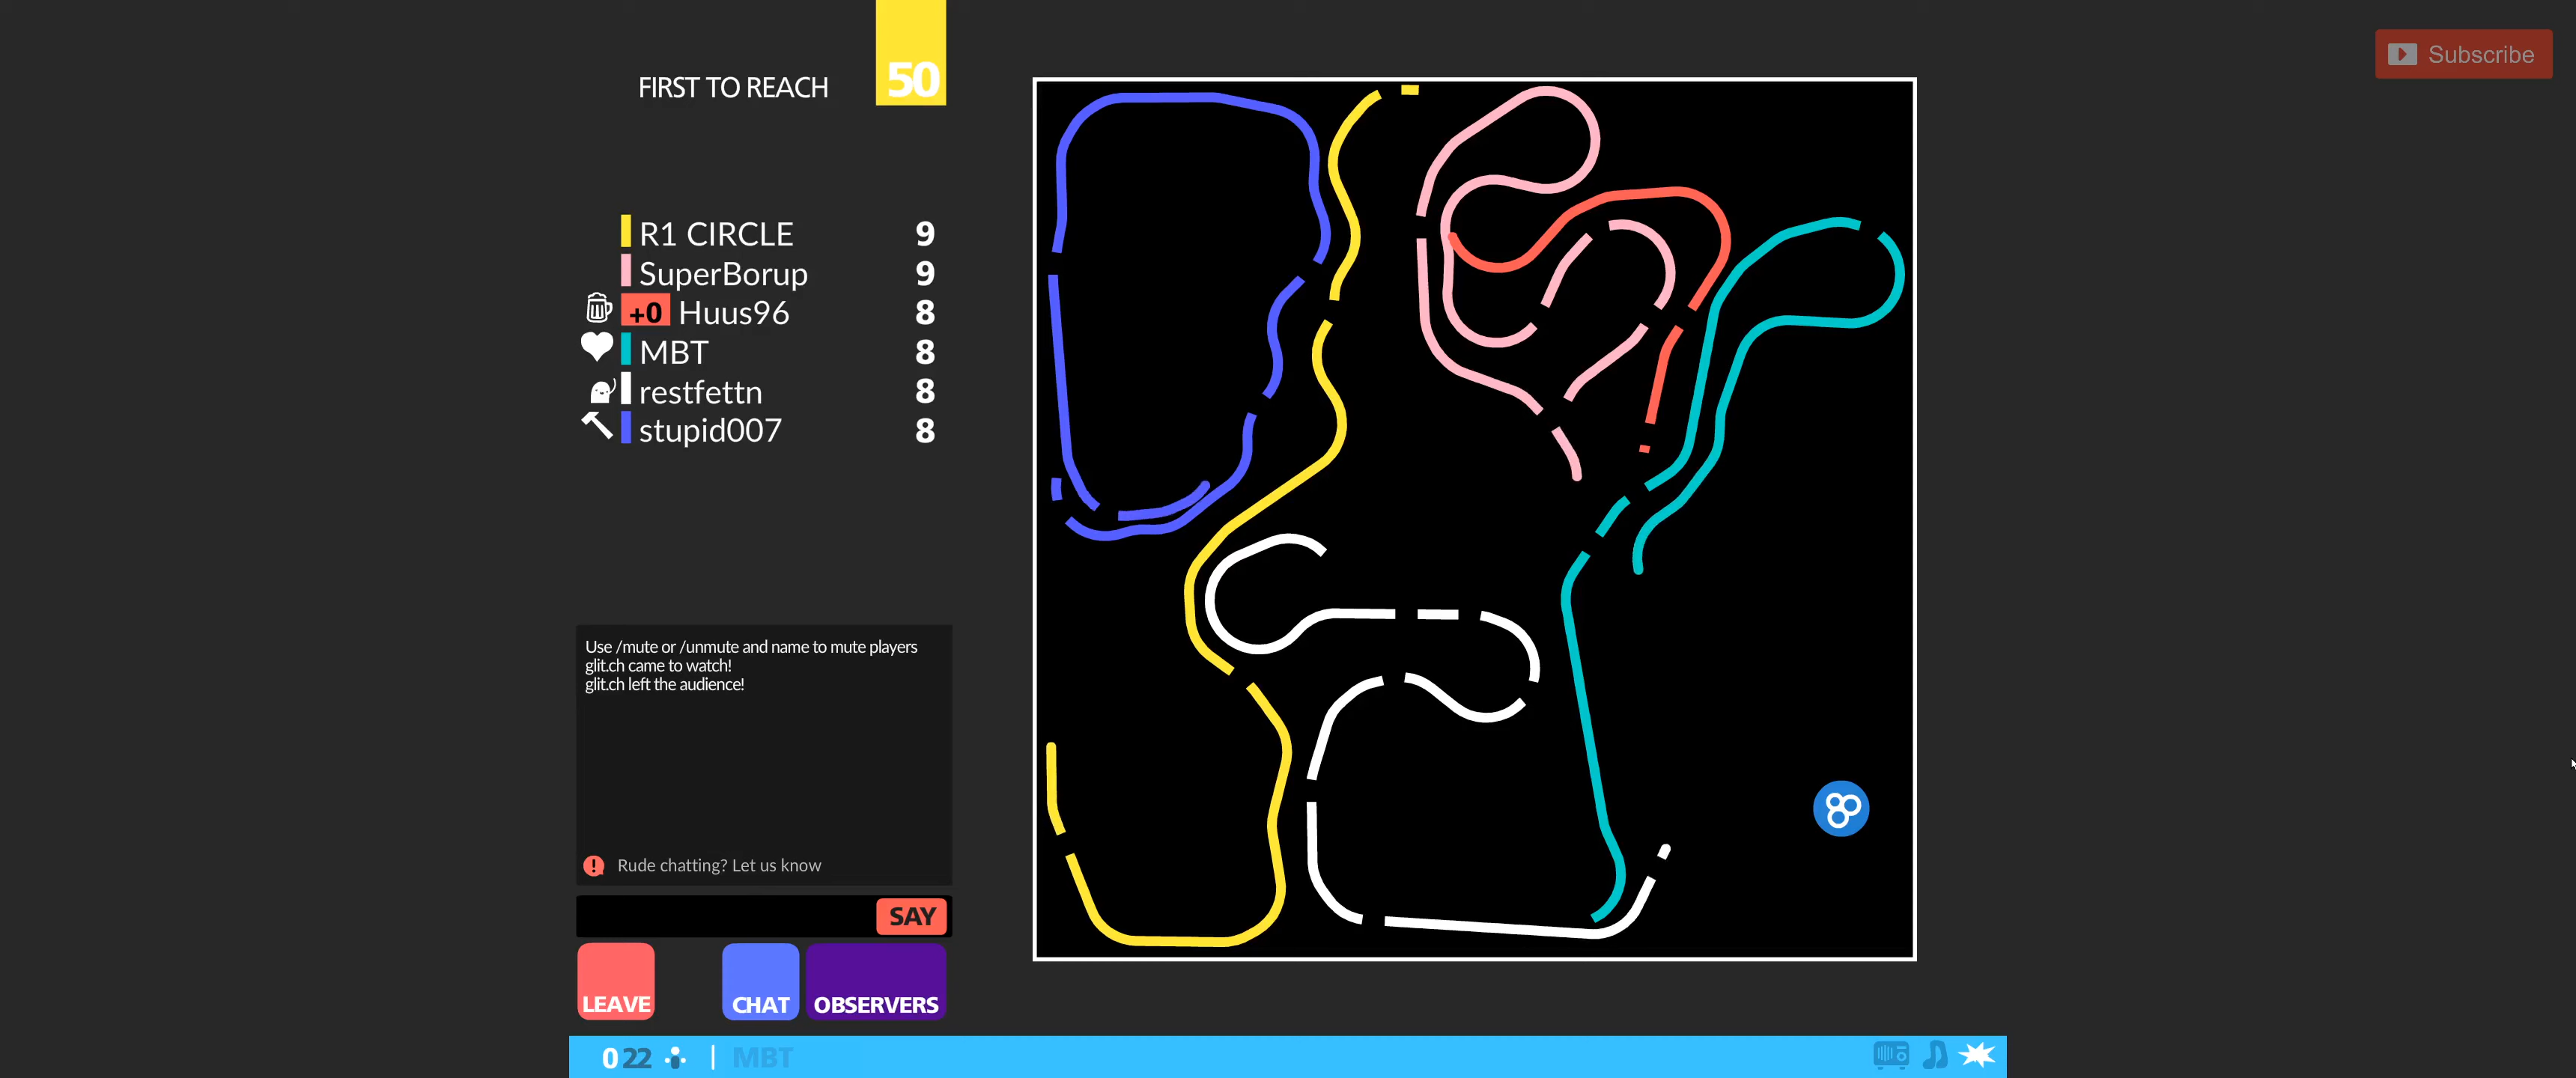 FIRST TO REACH 50
Subscribe
R1 CIRCLE 9
SuperBorup 9
+0 Huus96 8
MBT 8
restfettn 8
stupid007 8
Use /mute or /unmute and name to mute players
glit.ch came to watch!
glit.ch left the audience!
Rude chatting? Let us know
SAY
LEAVE
CHAT
OBSERVERS
0 22 | MBT